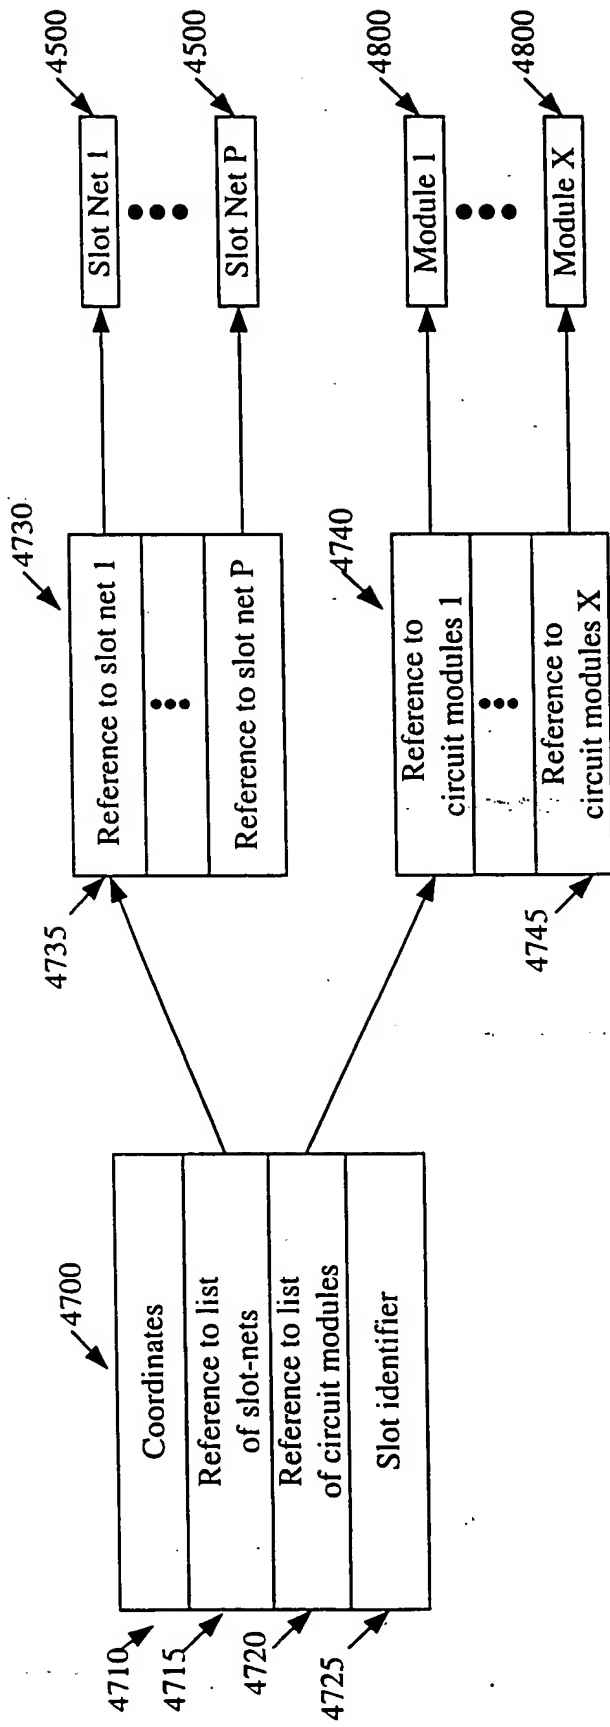 4700
4710
Coordinates
4715
Reference to list
of slot-nets
4720
Reference to list
of circuit modules
4725
Slot identifier
4730
4735
Reference to slot net 1
Reference to slot net P
4740
Reference to
circuit modules 1
4745
Reference to
circuit modules X
4500
Slot Net 1
4500
Slot Net P
4800
Module 1
4800
Module X